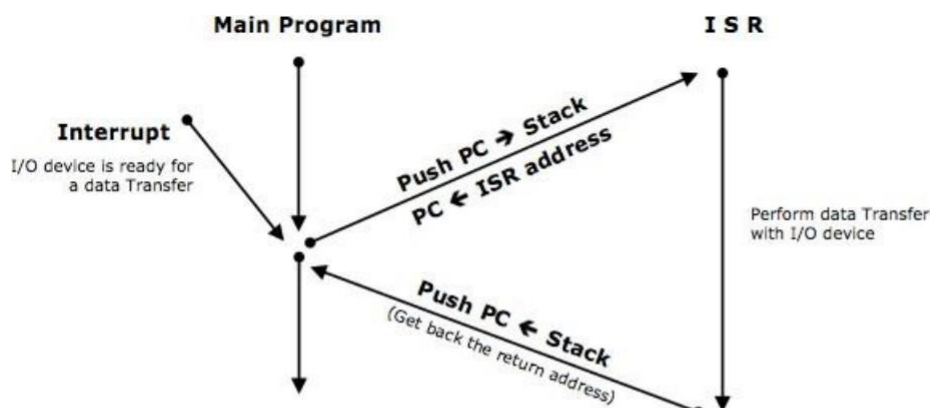 Main Program
I S R
Interrupt
I/O device is ready for
a data Transfer
Push PC → Stack
PC ← ISR address
Perform data Transfer
with I/O device
Push PC ← Stack
(Get back the return address)